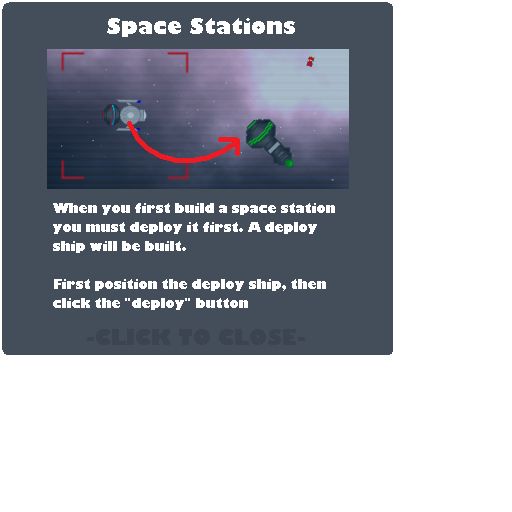 Space Stations
When you first build a space station
you must deploy it first. A deploy
ship will be built.
First position the deploy ship, then
click the "deploy" button
-CLICK TO CLOSE-